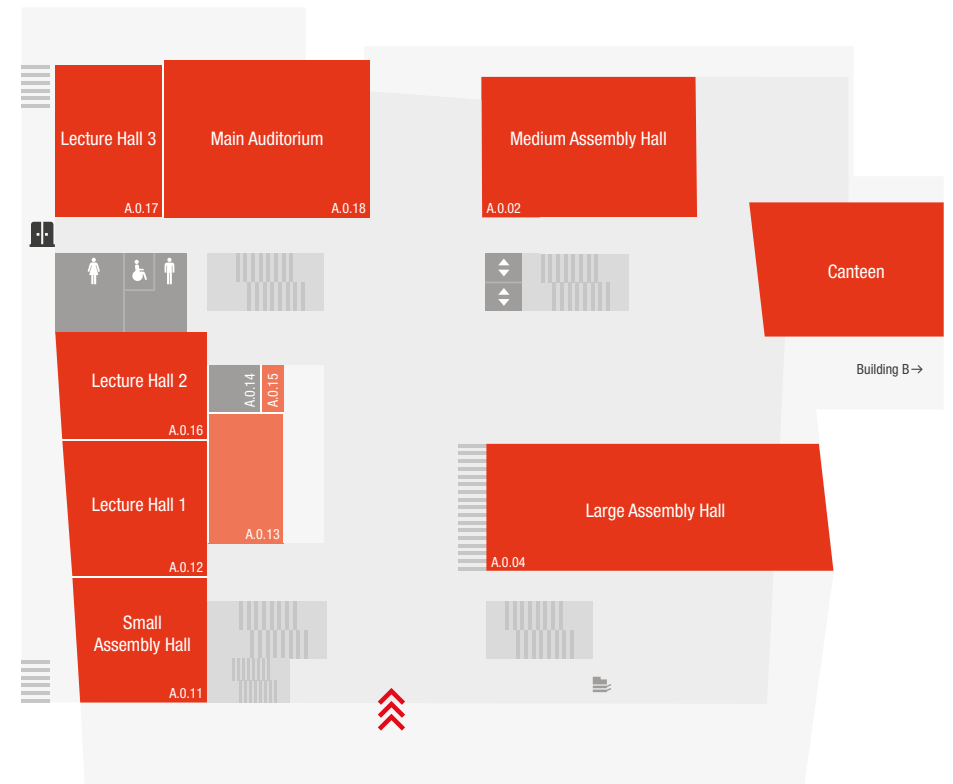 Lecture Hall 3
A.0.17
Main Auditorium
A.0.18
Medium Assembly Hall
A.0.02
Canteen
Building B→
Lecture Hall 2
A.0.16
A.0.14
A.0.15
Lecture Hall 1
A.0.12
A.0.13
Large Assembly Hall
A.0.04
Small
Assembly Hall
A.0.11